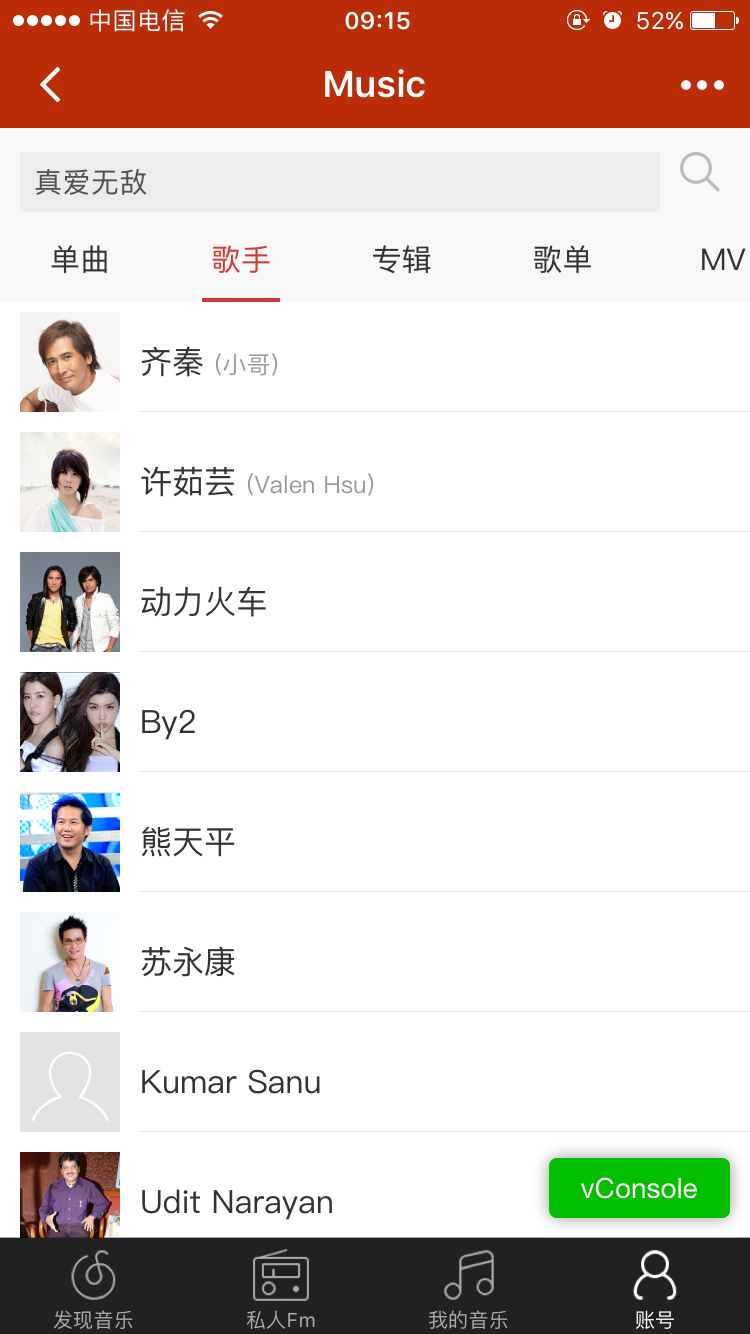 中国电信 09:15 52%
Music
真爱无敌
单曲 歌手 专辑 歌单 MV
齐秦 (小哥)
许茹芸 (Valen Hsu)
动力火车
By2
熊天平
苏永康
Kumar Sanu
Udit Narayan
vConsole
发现音乐 私人Fm 我的音乐 账号